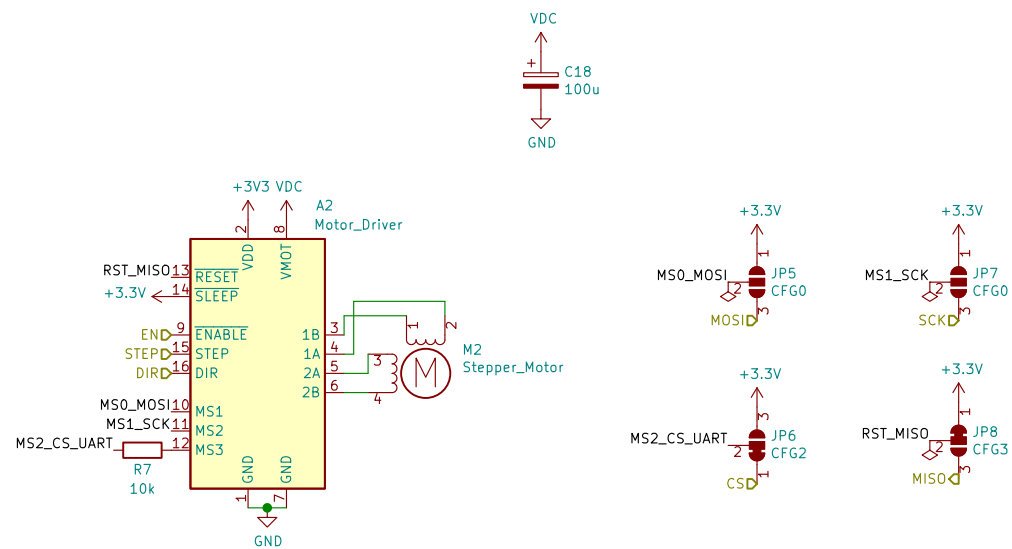 VDC
+
C18
100u
GND
+3V3 VDC
A2
Motor_Driver
2
8
VDD
VMOT
RST_MISO 13 RESET
+3.3V 14 SLEEP
EN 9 ENABLE
STEP 15 STEP
DIR 16 DIR
MS0_MOSI 10 MS1
MS1_SCK 11 MS2
MS2_CS_UART 12 MS3
R7
10k
1B 3
1A 4
2A 5
2B 6
1
2
3
4
M
M2
Stepper_Motor
GND
GND
1
7
GND
+3.3V
1
MS0_MOSI
2
JP5
CFG0
3
MOSI
+3.3V
1
MS1_SCK
2
JP7
CFG0
3
SCK
+3.3V
3
MS2_CS_UART
2
JP6
CFG2
1
CS
+3.3V
1
RST_MISO
2
JP8
CFG3
3
MISO